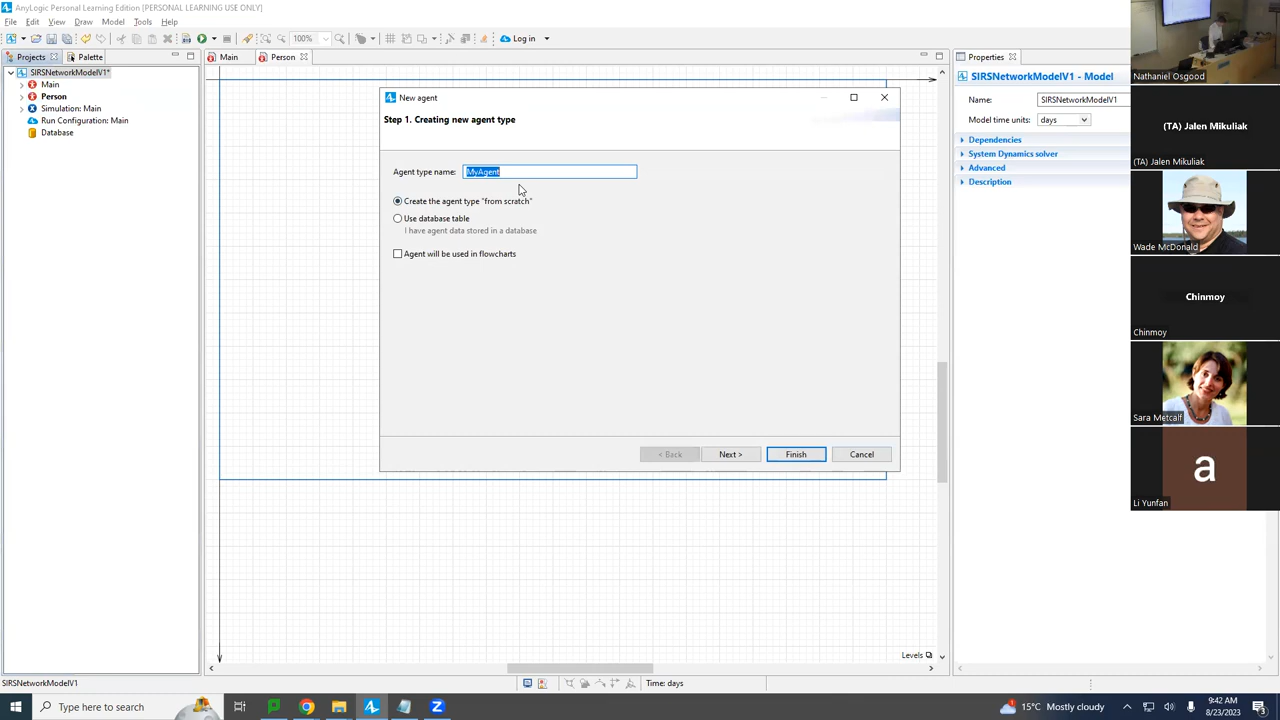 AnyLogic Personal Learning Edition [PERSONAL LEARNING USE ONLY]
File Edit View Draw Model Tools Help
100%
Log in
Projects
Palette
Main
Person
Properties
SIRSNetworkModelV1*
Main
Person
Simulation: Main
Run Configuration: Main
Database
New agent
Step 1. Creating new agent type
Agent type name:
MyAgent
Create the agent type "from scratch"
Use database table
I have agent data stored in a database
Agent will be used in flowcharts
< Back
Next >
Finish
Cancel
SIRSNetworkModelV1 - Model
Name:
SIRSNetworkModelV1
Model time units:
days
Dependencies
System Dynamics solver
Advanced
Description
Nathaniel Osgood
(TA) Jalen Mikuliak
(TA) Jalen Mikuliak
Wade McDonald
Chinmoy
Chinmoy
Sara Metcalf
a
Li Yunfan
Levels
SIRSNetworkModelV1
Time: days
Type here to search
15°C Mostly cloudy
9:42 AM
8/23/2023
3